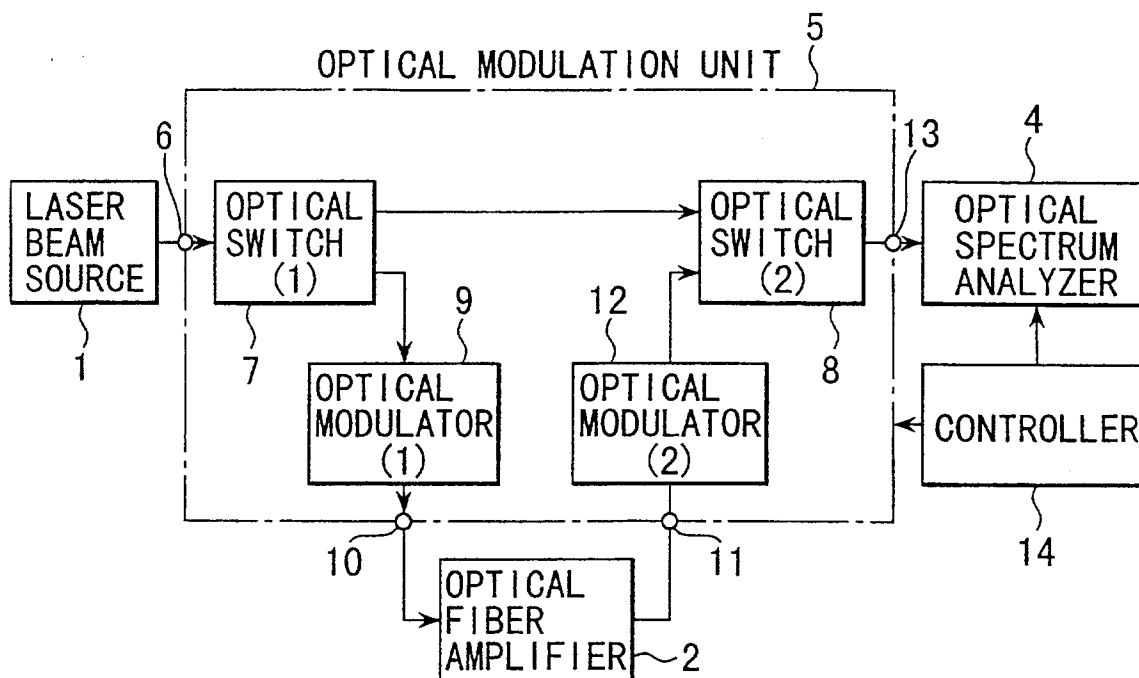 OPTICAL MODULATION UNIT
5
6
13
4
LASER
BEAM
SOURCE
OPTICAL
SWITCH
(1)
OPTICAL
SWITCH
(2)
OPTICAL
SPECTRUM
ANALYZER
1
7
9
12
8
OPTICAL
MODULATOR
(1)
OPTICAL
MODULATOR
(2)
CONTROLLER
10
11
14
OPTICAL
FIBER
AMPLIFIER
2